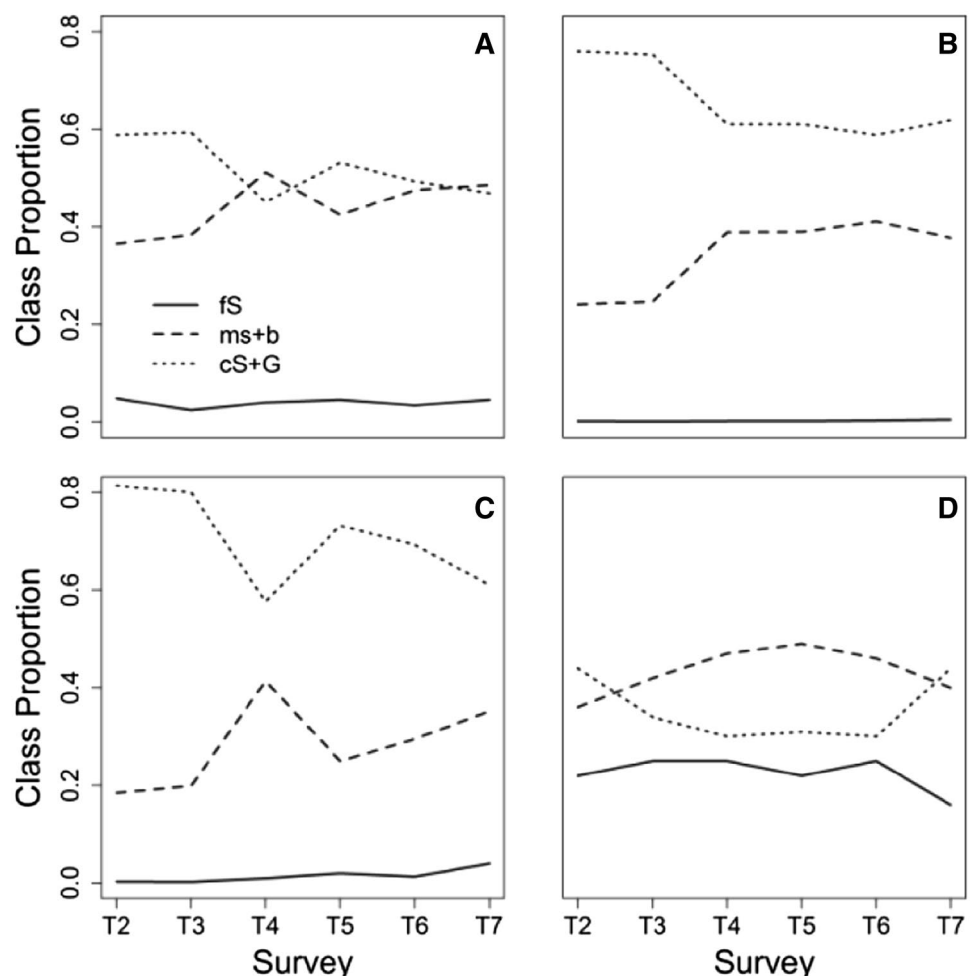 A
B
Class Proportion
0.8
0.6
0.4
0.2
0.0
fS
ms+b
cS+G
C
D
Class Proportion
0.8
0.6
0.4
0.2
0.0
T2 T3 T4 T5 T6 T7
T2 T3 T4 T5 T6 T7
Survey
Survey